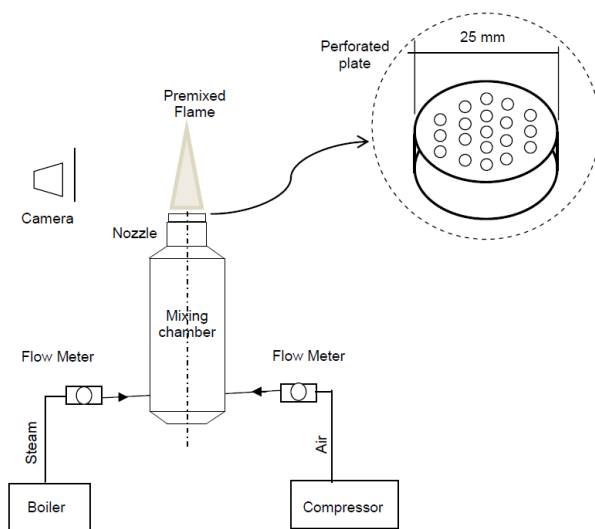 25 mm
Perforated
plate
Premixed
Flame
Camera
Nozzle
Mixing
chamber
Flow Meter
Flow Meter
Steam
Air
Boiler
Compressor